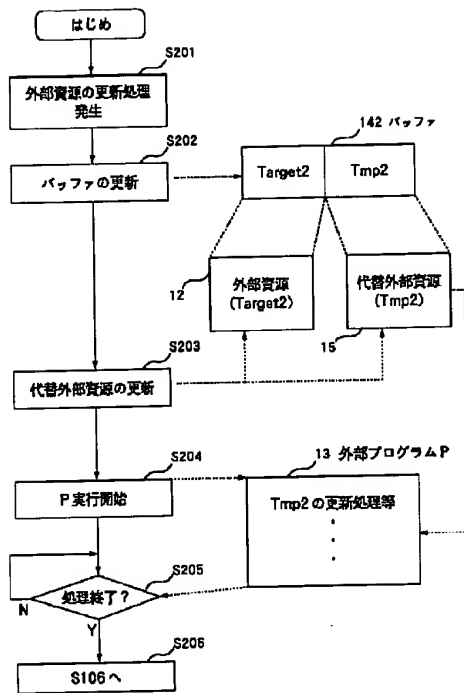 はじめ
S201
外部資源の更新処理
発生
S202
バッファの更新
142 バッファ
Target2
Tmp2
12
外部資源
(Target2)
代替外部資源
(Tmp2)
15
S203
代替外部資源の更新
S204
P実行開始
13 外部プログラムP
Tmp2の更新処理等
S205
処理終了？
N
Y
S206
S106へ